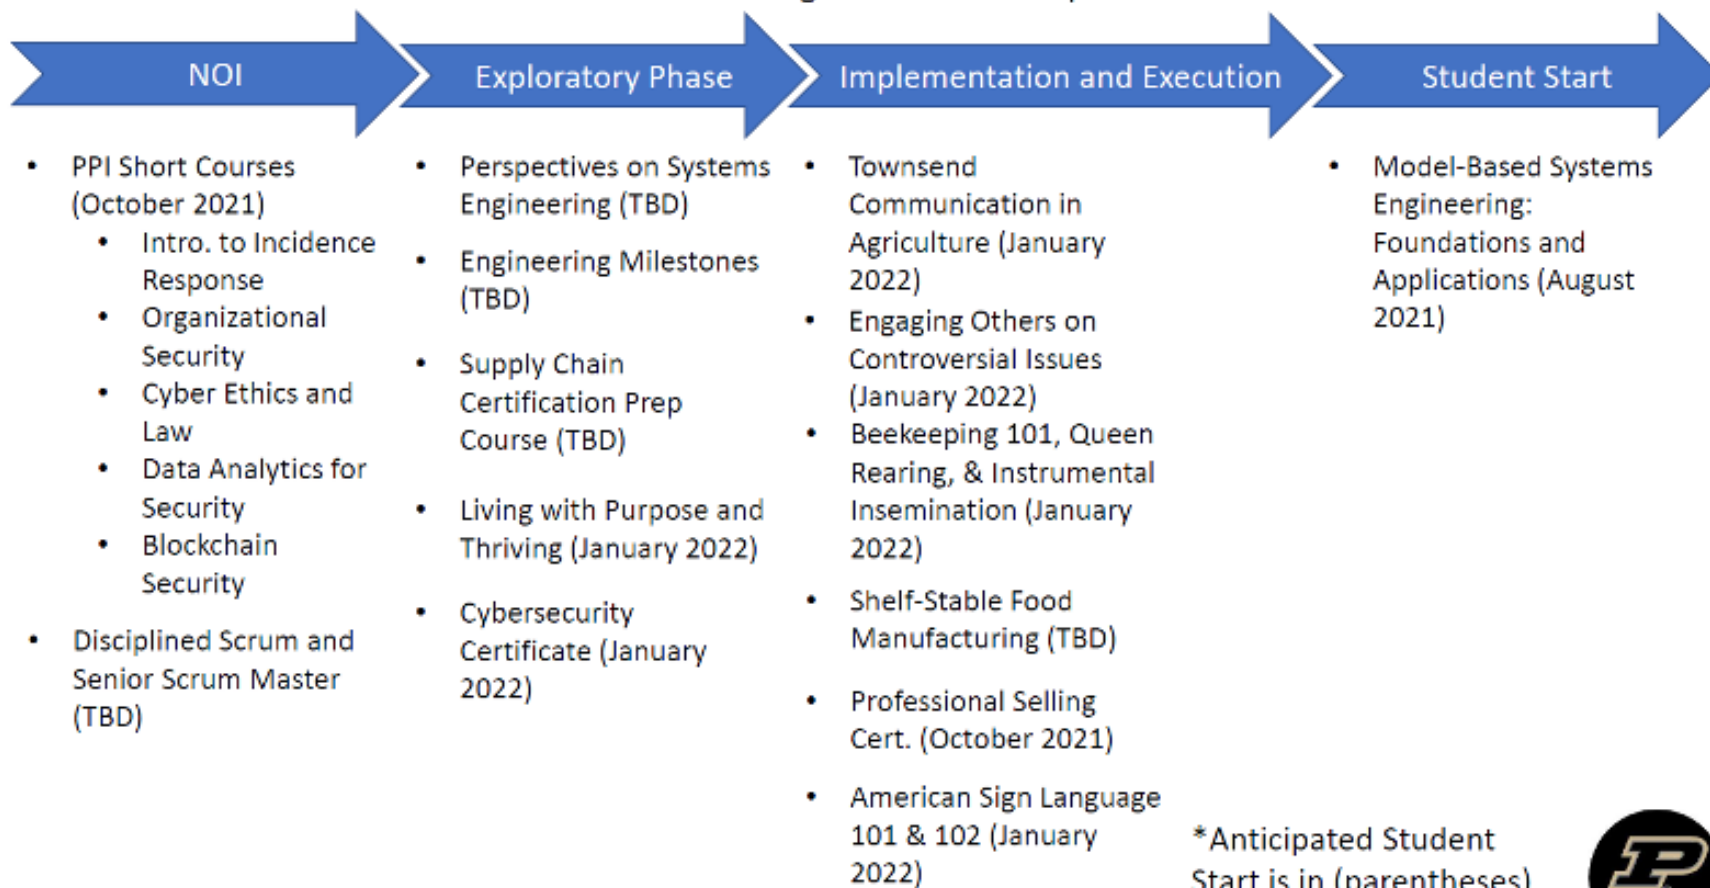 NOI
Exploratory Phase
Implementation and Execution
Student Start
• PPI Short Courses
(October 2021)
• Intro. to Incidence
Response
• Organizational
Security
• Cyber Ethics and
Law
• Data Analytics for
Security
• Blockchain
Security
• Disciplined Scrum and
Senior Scrum Master
(TBD)
• Perspectives on Systems
Engineering (TBD)
• Engineering Milestones
(TBD)
• Supply Chain
Certification Prep
Course (TBD)
• Living with Purpose and
Thriving (January 2022)
• Cybersecurity
Certificate (January
2022)
• Townsend
Communication in
Agriculture (January
2022)
• Engaging Others on
Controversial Issues
(January 2022)
• Beekeeping 101, Queen
Rearing, & Instrumental
Insemination (January
2022)
• Shelf-Stable Food
Manufacturing (TBD)
• Professional Selling
Cert. (October 2021)
• American Sign Language
101 & 102 (January
2022)
• Model-Based Systems
Engineering:
Foundations and
Applications (August
2021)
*Anticipated Student
Start is in (parentheses)
P